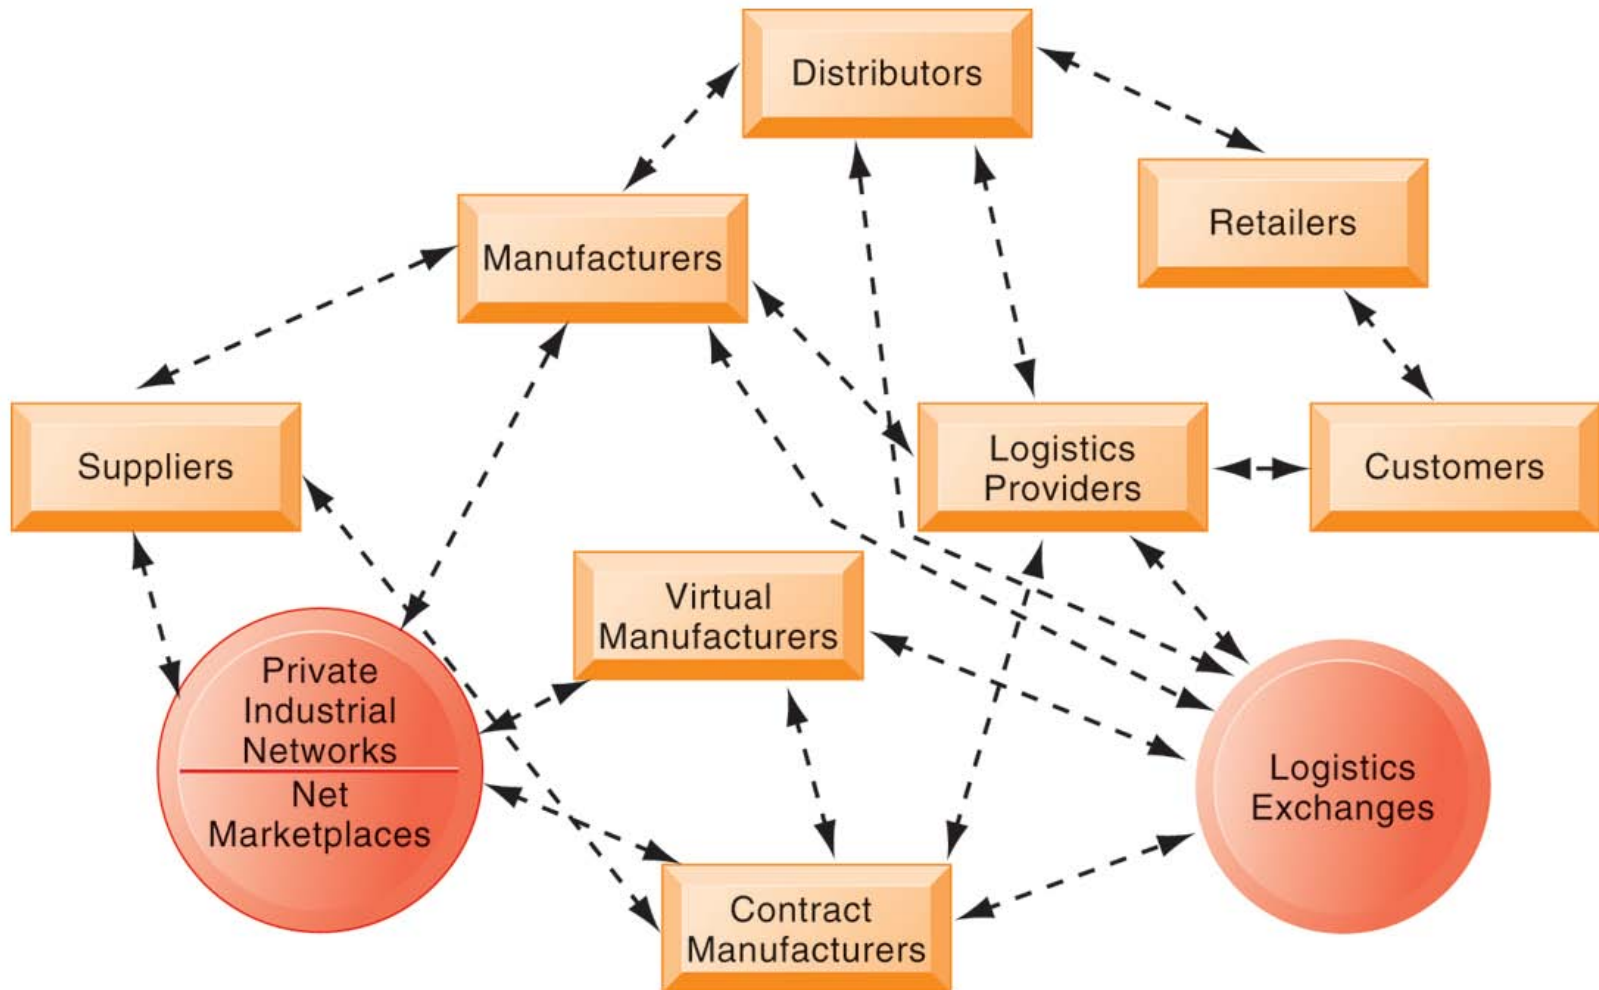 Distributors
Retailers
Manufacturers
Suppliers
Logistics
Providers
Customers
Virtual
Manufacturers
Private
Industrial
Networks
Net
Marketplaces
Logistics
Exchanges
Contract
Manufacturers